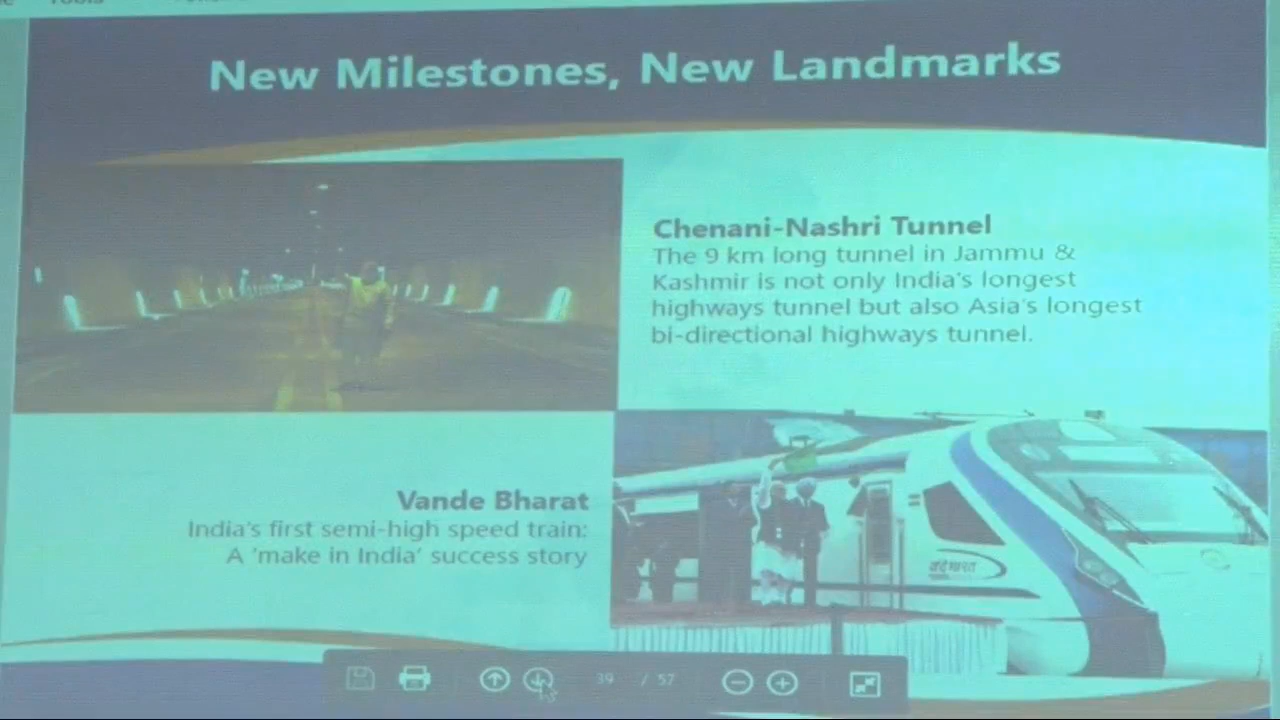 Tools
New Milestones, New Landmarks
Chenani-Nashri Tunnel
The 9 km long tunnel in Jammu &
Kashmir is not only India's longest
highways tunnel but also Asia's longest
bi-directional highways tunnel.
Vande Bharat
India's first semi-high speed train:
A 'make in India' success story
वंदे भारत
39 / 57